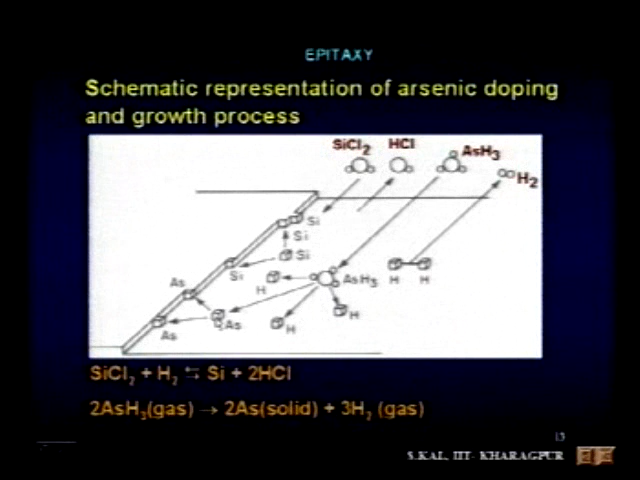 EPITAXY
Schematic representation of arsenic doping
and growth process
SiCl₂ HCl AsH₃ H₂
Si
Si
Si
Si
As
H
AsH₃
H H
As
H
H
As
SiCl₂ + H₂ ⇆ Si + 2HCl
2AsH₃(gas) → 2As(solid) + 3H₂ (gas)
13
S.KAL, IIT- KHARAGPUR